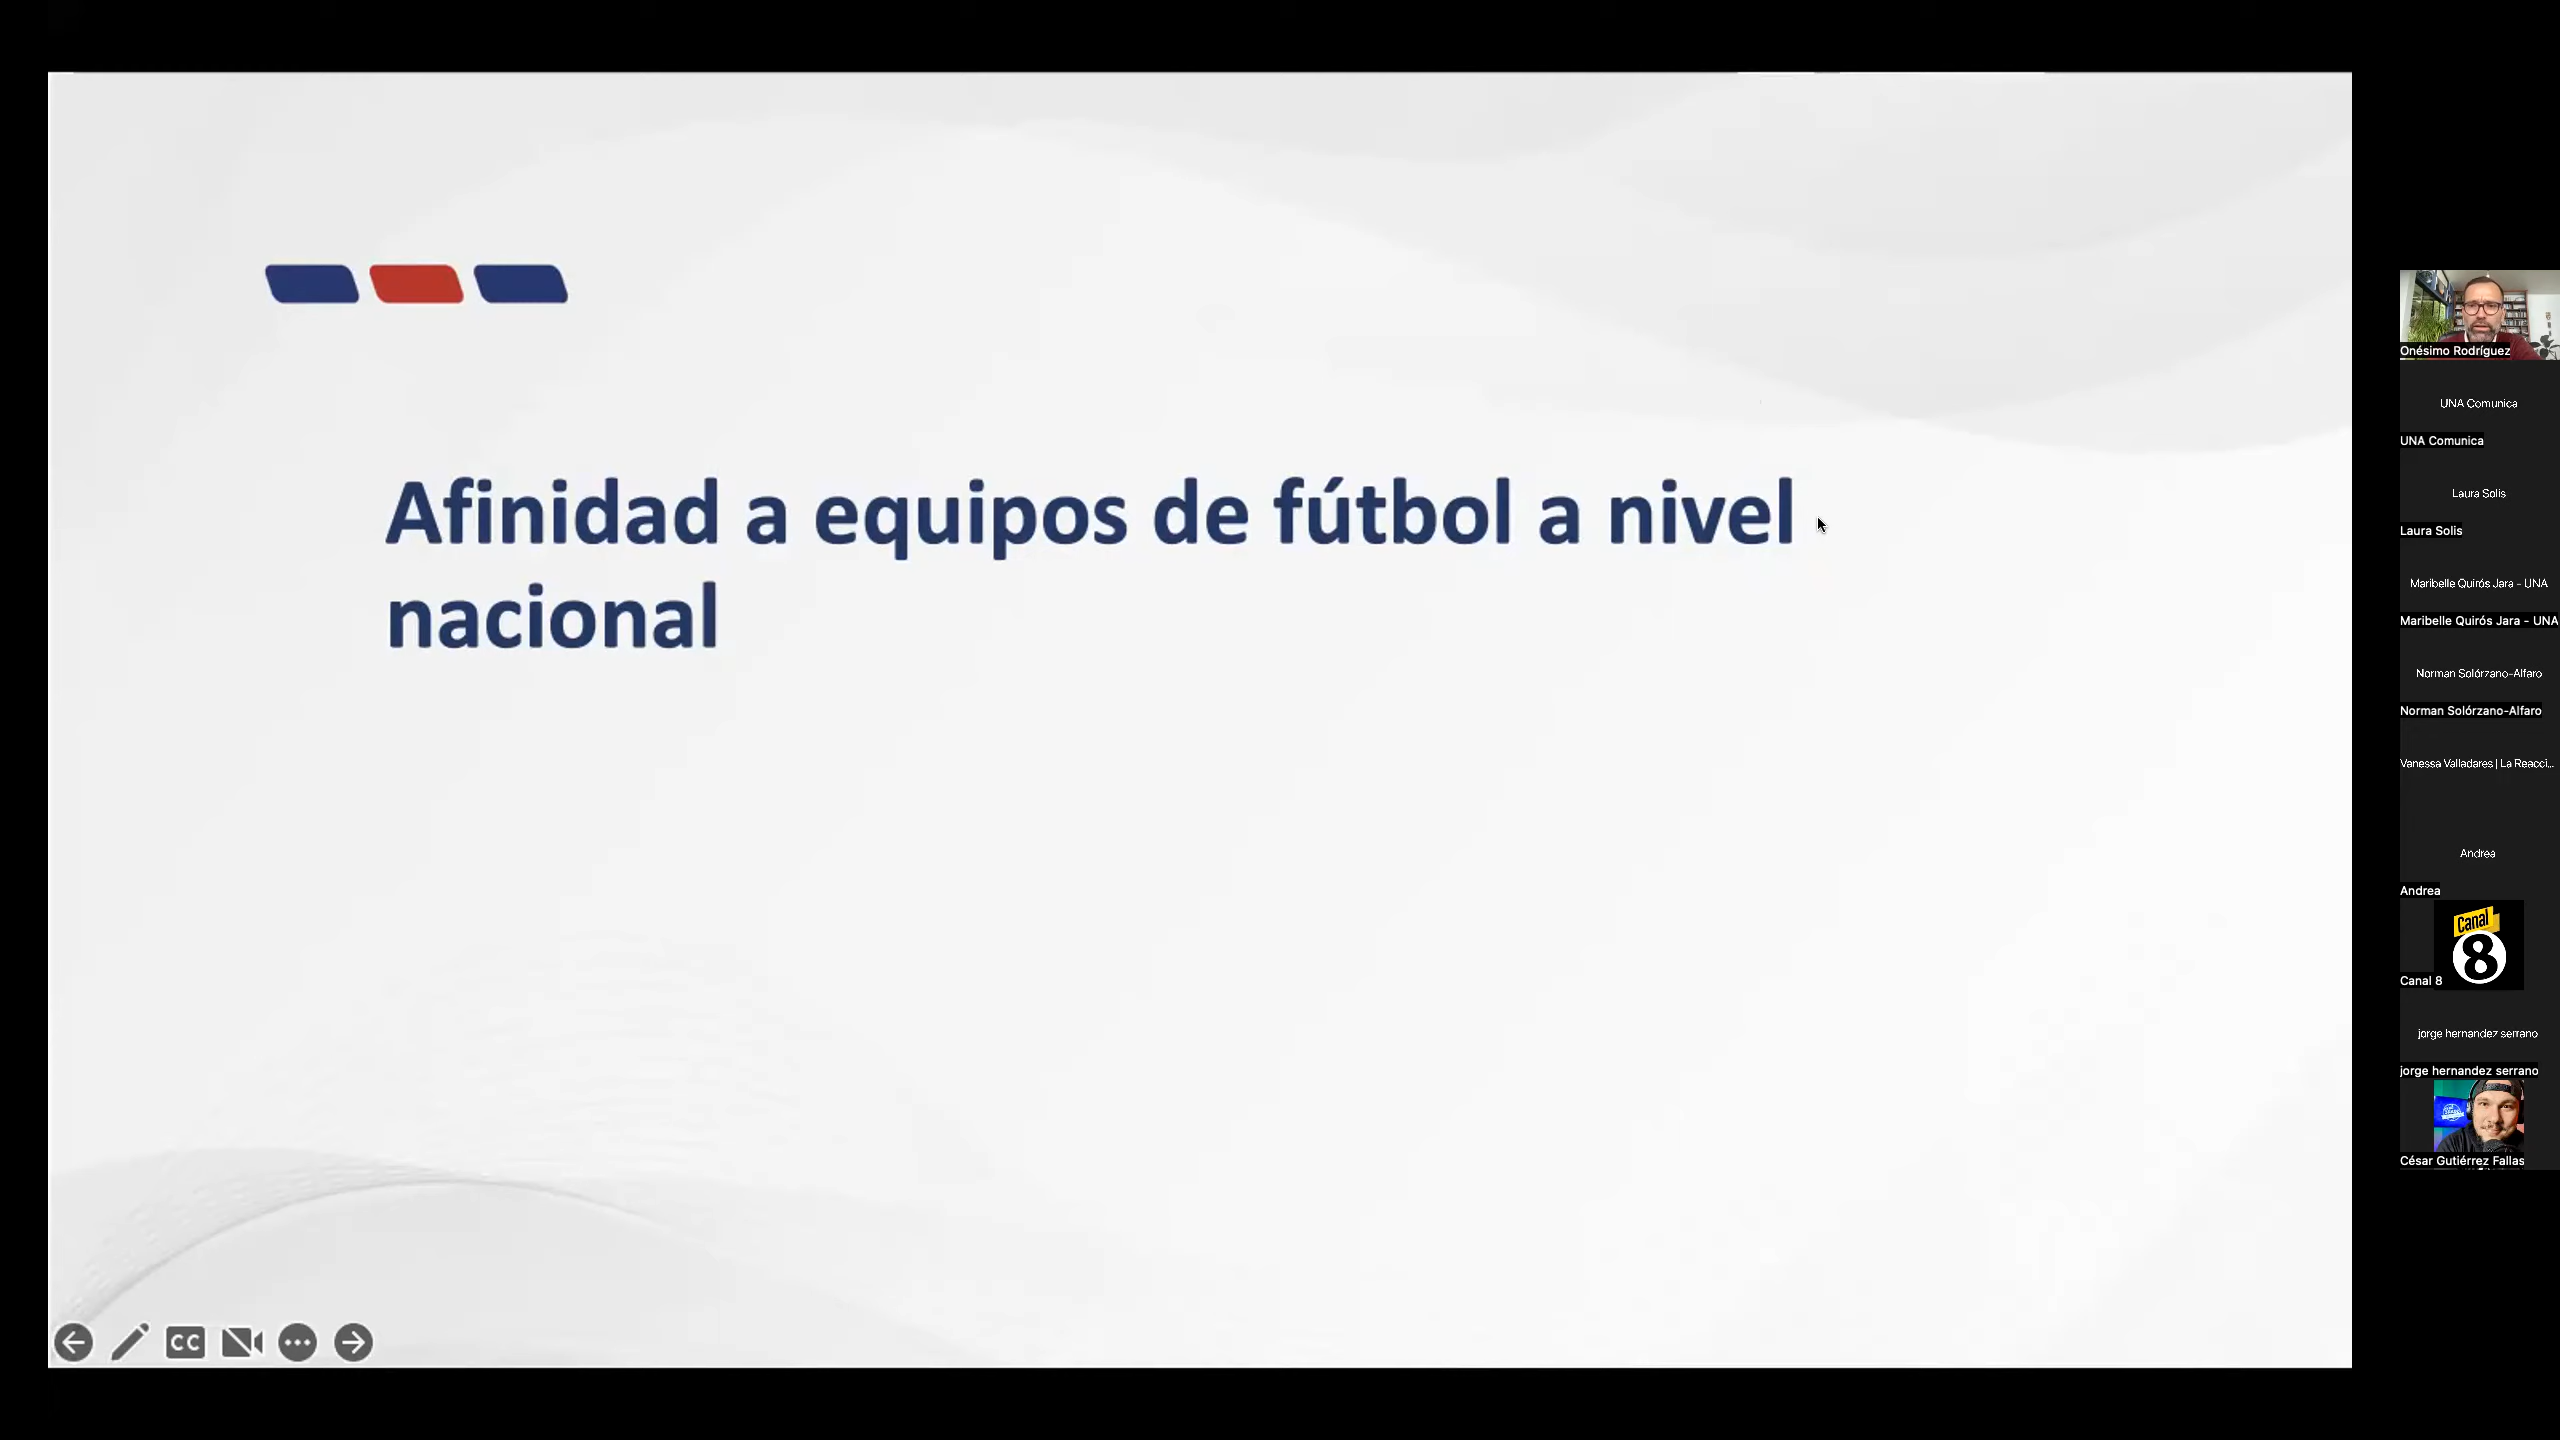 Afinidad a equipos de fútbol a nivel
nacional
CC
Onésimo Rodríguez
UNA Comunica
UNA Comunica
Laura Solis
Laura Solis
Maribelle Quirós Jara - UNA
Maribelle Quirós Jara - UNA
Norman Solórzano-Alfaro
Norman Solórzano-Alfaro
Vanessa Valladares | La Reacci...
Andrea
Andrea
Canal
8
Canal 8
jorge hernandez serrano
jorge hernandez serrano
César Gutiérrez Fallas